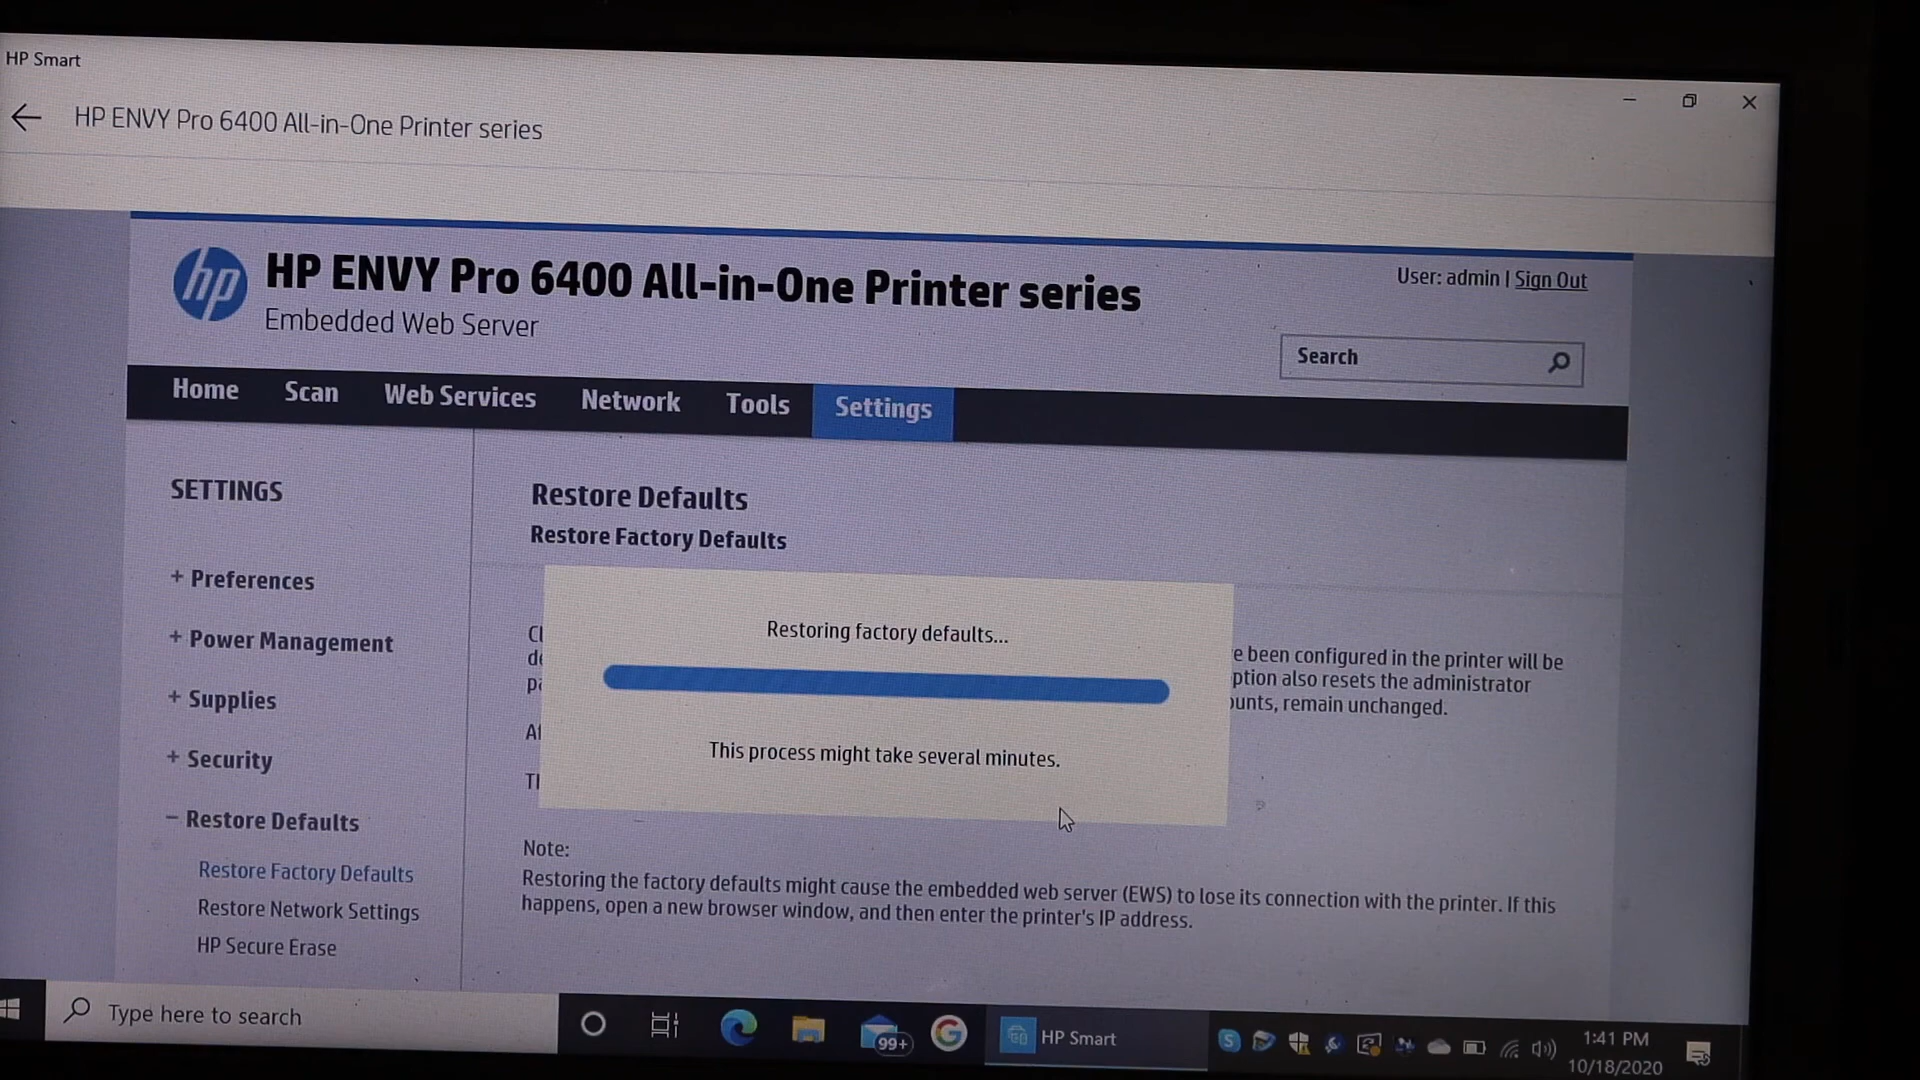 HP Smart
HP ENVY Pro 6400 All-in-One Printer series
hp
HP ENVY Pro 6400 All-in-One Printer series
Embedded Web Server
User: admin | Sign Out
Search
Home Scan Web Services Network Tools Settings
SETTINGS
+ Preferences
+ Power Management
+ Supplies
+ Security
− Restore Defaults
Restore Factory Defaults
Restore Network Settings
HP Secure Erase
Restore Defaults
Restore Factory Defaults
Restoring factory defaults...
This process might take several minutes.
e been configured in the printer will be
ption also resets the administrator
ounts, remain unchanged.
Note:
Restoring the factory defaults might cause the embedded web server (EWS) to lose its connection with the printer. If this
happens, open a new browser window, and then enter the printer's IP address.
Type here to search
99+
HP Smart
1:41 PM
10/18/2020